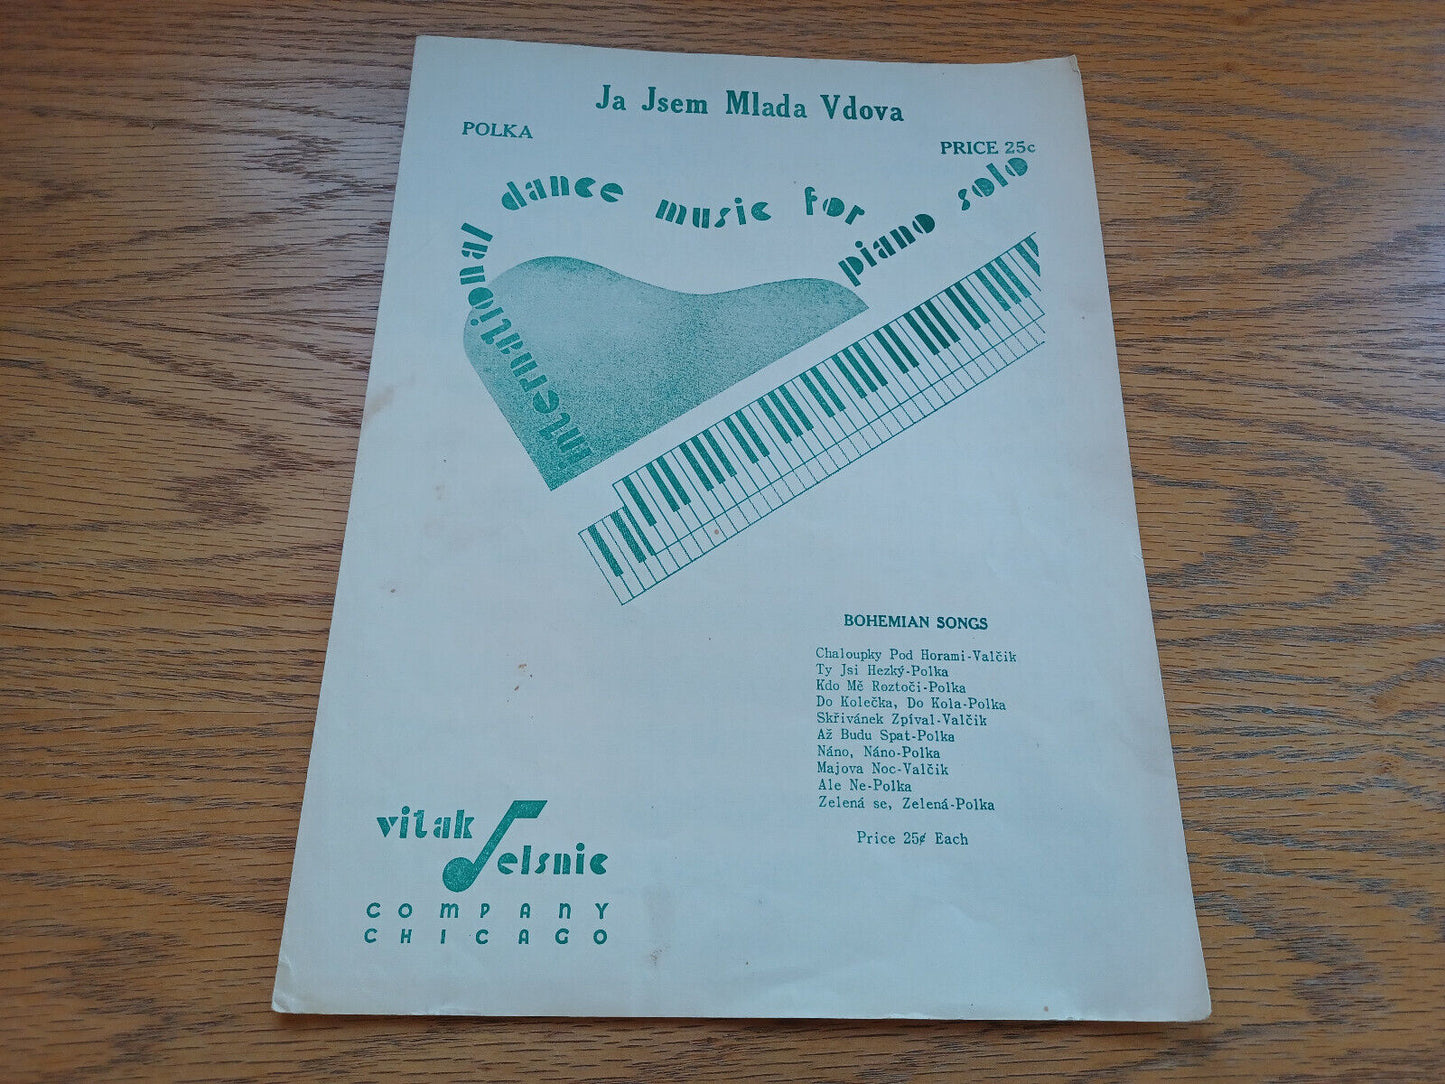 Ja Jsem Mlada Vdova
POLKA
PRICE 25c
international dance music for piano solo
BOHEMIAN SONGS
Chaloupky Pod Horami-Valčik
Ty Jsi Hezký-Polka
Kdo Mě Roztoči-Polka
Do Kolečka, Do Kola-Polka
Skřivánek Zpíval-Valčik
Až Budu Spat-Polka
Náno, Náno-Polka
Majova Noc-Valčik
Ale Ne-Polka
Zelená se, Zelená-Polka
Price 25¢ Each
vitak
elsnic
COMPANY
CHICAGO